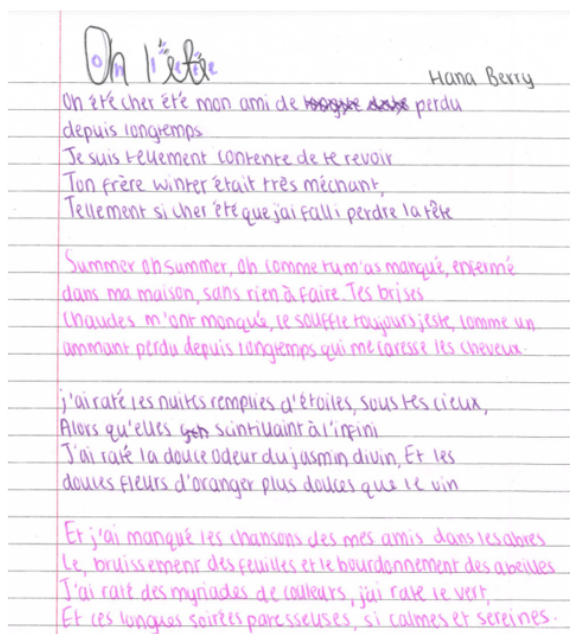 Oh l'été
Hana Berry
Oh été cher été mon ami de perdu
depuis longtemps
Je suis tellement contente de te revoir
Ton frère winter était très méchant,
Tellement si cher été que j'ai falli perdre la tête
Summer oh summer, oh comme tu m'as manqué, enfermé
dans ma maison, sans rien à faire. Tes brises
chaudes m'ont manqué, le souffle toujours jeste, comme un
ammant perdu depuis longtemps qui me caresse les cheveux.
j'ai raté les nuites remplies d'étoiles, sous tes cieux,
Alors qu'elles scintillaint à l'infini
J'ai raté la douce odeur du jasmin divin, Et les
douces fleurs d'oranger plus douces que le vin
Et j'ai manqué les chansons des mes amis dans les abres
Le, bruissement des feuilles et le bourdonnement des abeilles
J'ai raté des myriades de couleurs, j'ai raté le vert,
Et ces longues soirées paresseuses, si calmes et sereines.